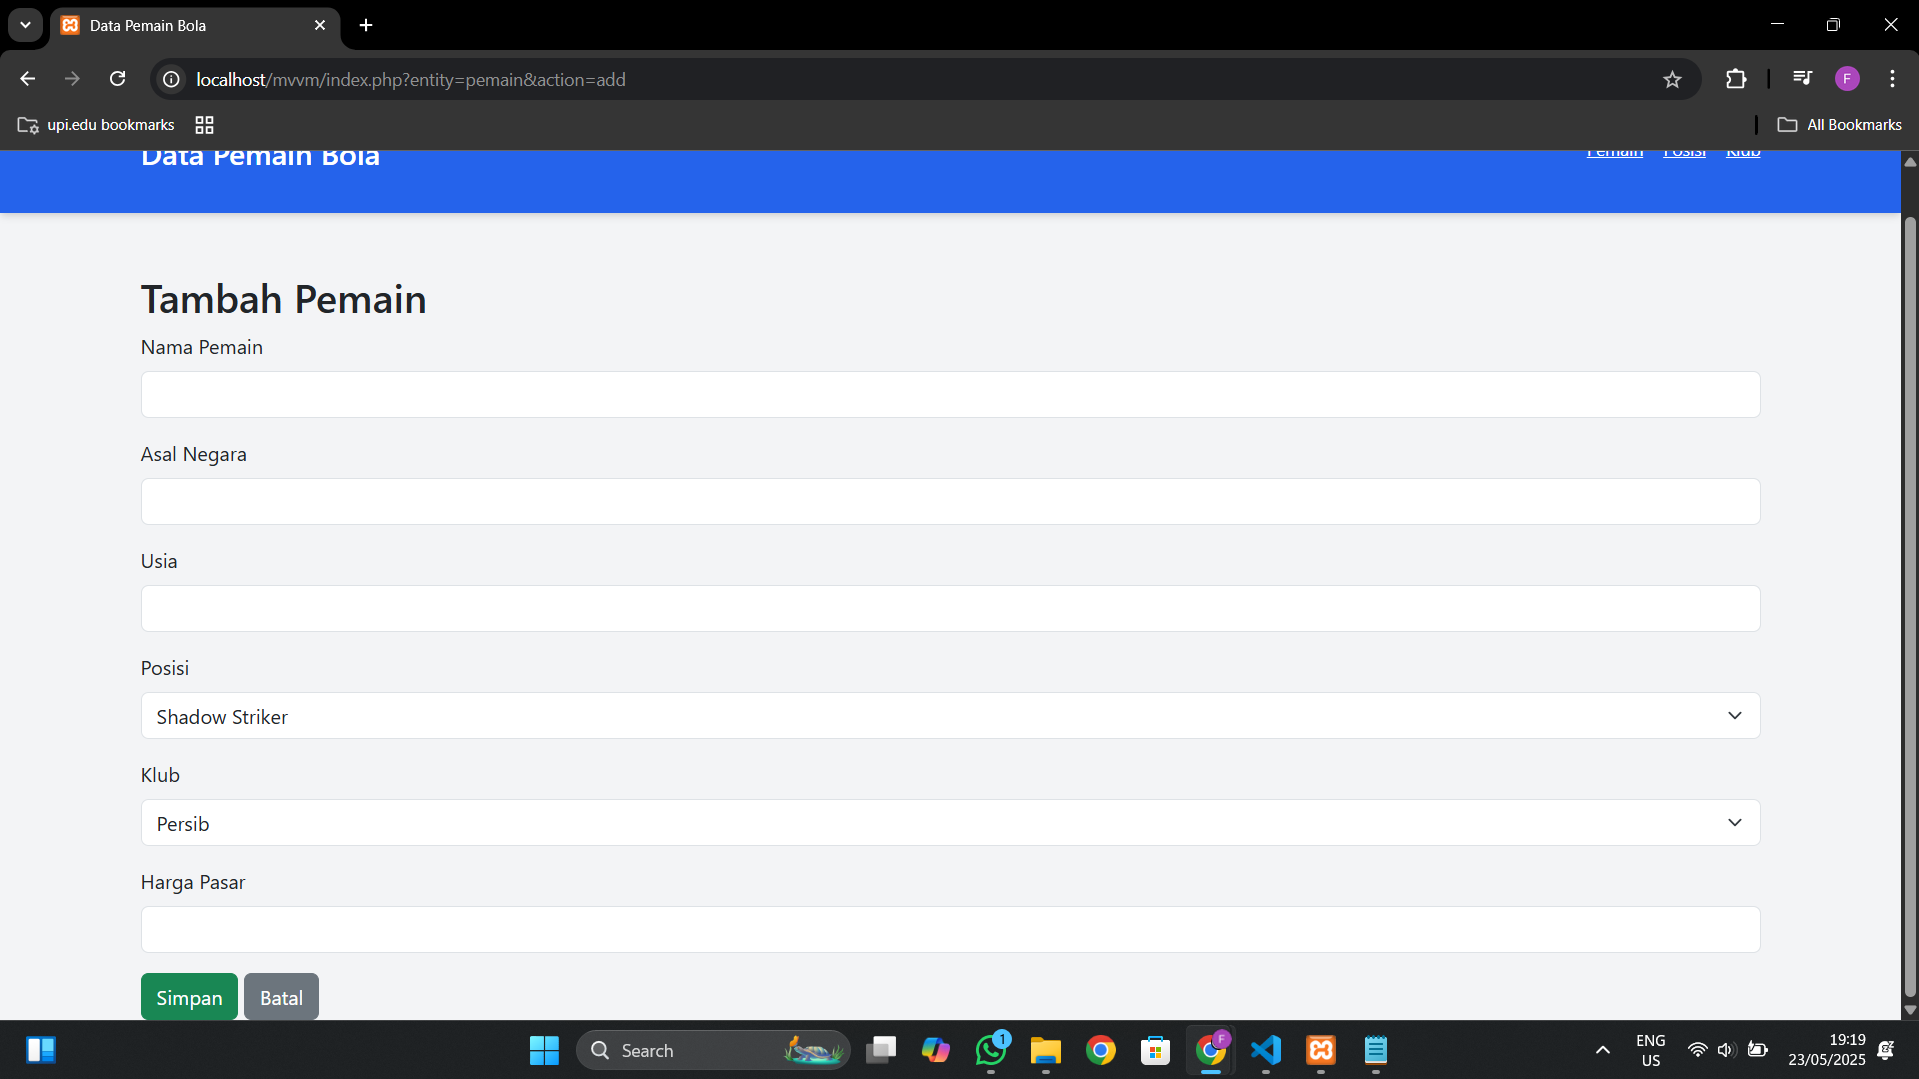 Data Pemain Bola
localhost/mvvm/index.php?entity=pemain&action=add
F
upi.edu bookmarks
All Bookmarks
Data Pemain Bola
Pemain Posisi Klub
Tambah Pemain
Nama Pemain
Asal Negara
Usia
Posisi
Shadow Striker
Klub
Persib
Harga Pasar
Simpan Batal
Search
1
F
ENG
US
19:19
23/05/2025